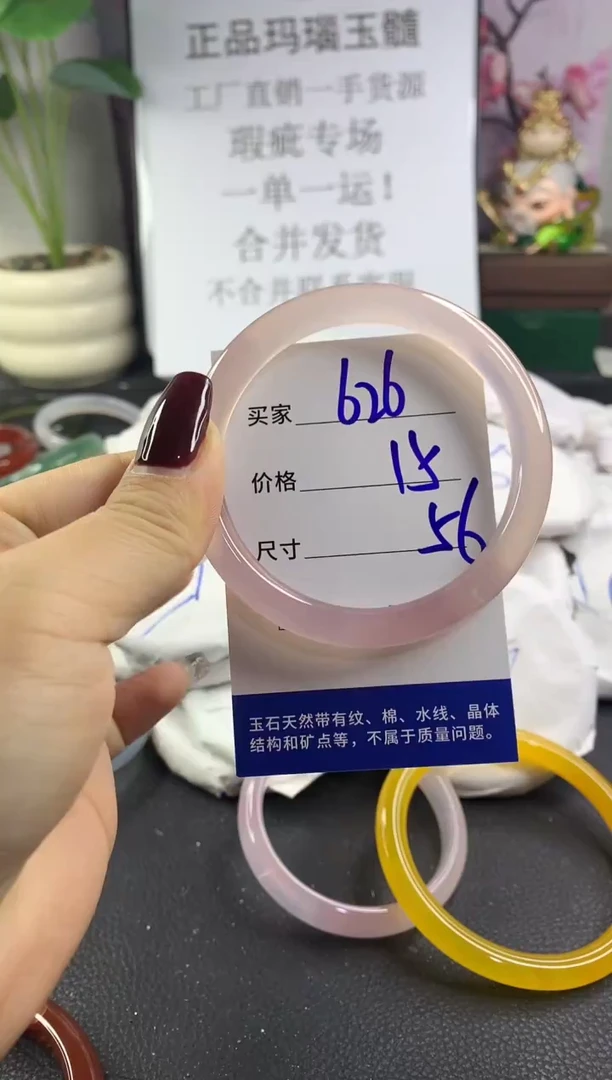 正品玛瑙玉髓
工厂直销一手货源
瑕疵专场
一单一运！
合并发货
不合并联系客服
买家 626
价格 15
尺寸 56
玉石天然带有纹、棉、水线、晶体
结构和矿点等，不属于质量问题。